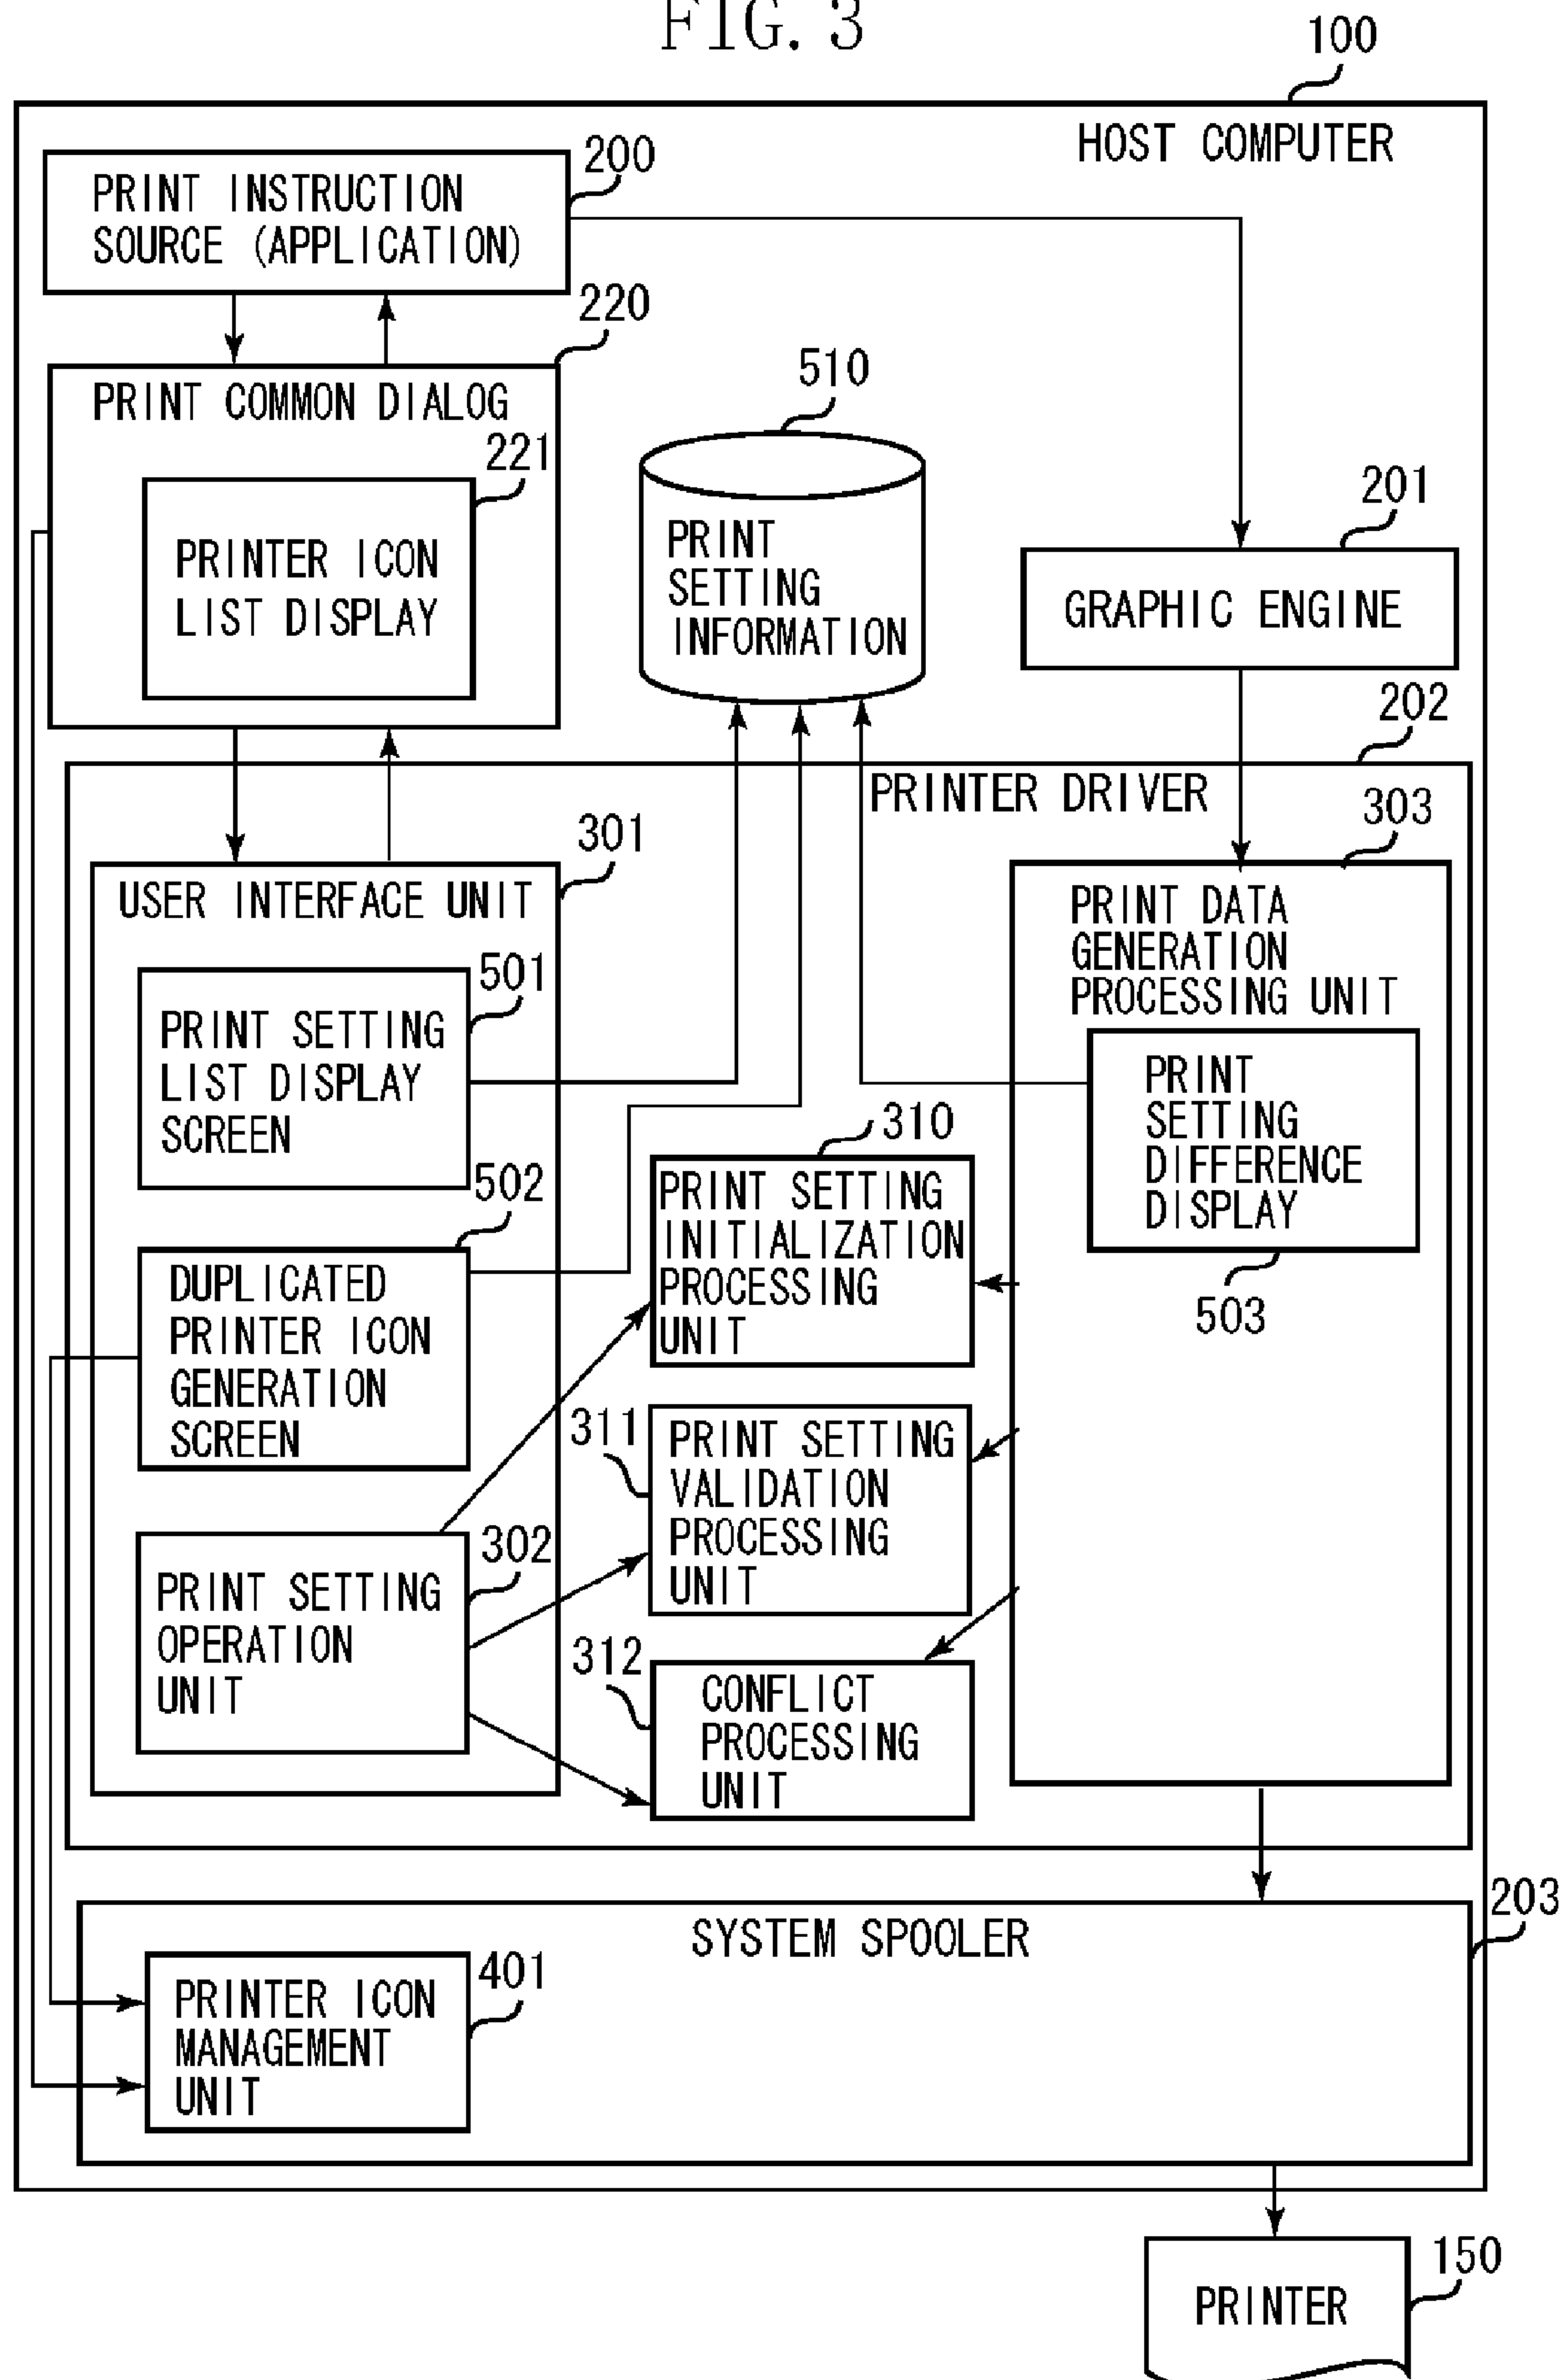 FIG. 3
100
HOST COMPUTER
200
PRINT INSTRUCTION
SOURCE (APPLICATION)
220
PRINT COMMON DIALOG
221
PRINTER ICON
LIST DISPLAY
510
PRINT
SETTING
INFORMATION
201
GRAPHIC ENGINE
202
PRINTER DRIVER
301
USER INTERFACE UNIT
501
PRINT SETTING
LIST DISPLAY
SCREEN
502
DUPLICATED
PRINTER ICON
GENERATION
SCREEN
302
PRINT SETTING
OPERATION
UNIT
310
PRINT SETTING
INITIALIZATION
PROCESSING
UNIT
311
PRINT SETTING
VALIDATION
PROCESSING
UNIT
312
CONFLICT
PROCESSING
UNIT
303
PRINT DATA
GENERATION
PROCESSING UNIT
PRINT
SETTING
DIFFERENCE
DISPLAY
503
203
SYSTEM SPOOLER
401
PRINTER ICON
MANAGEMENT
UNIT
150
PRINTER